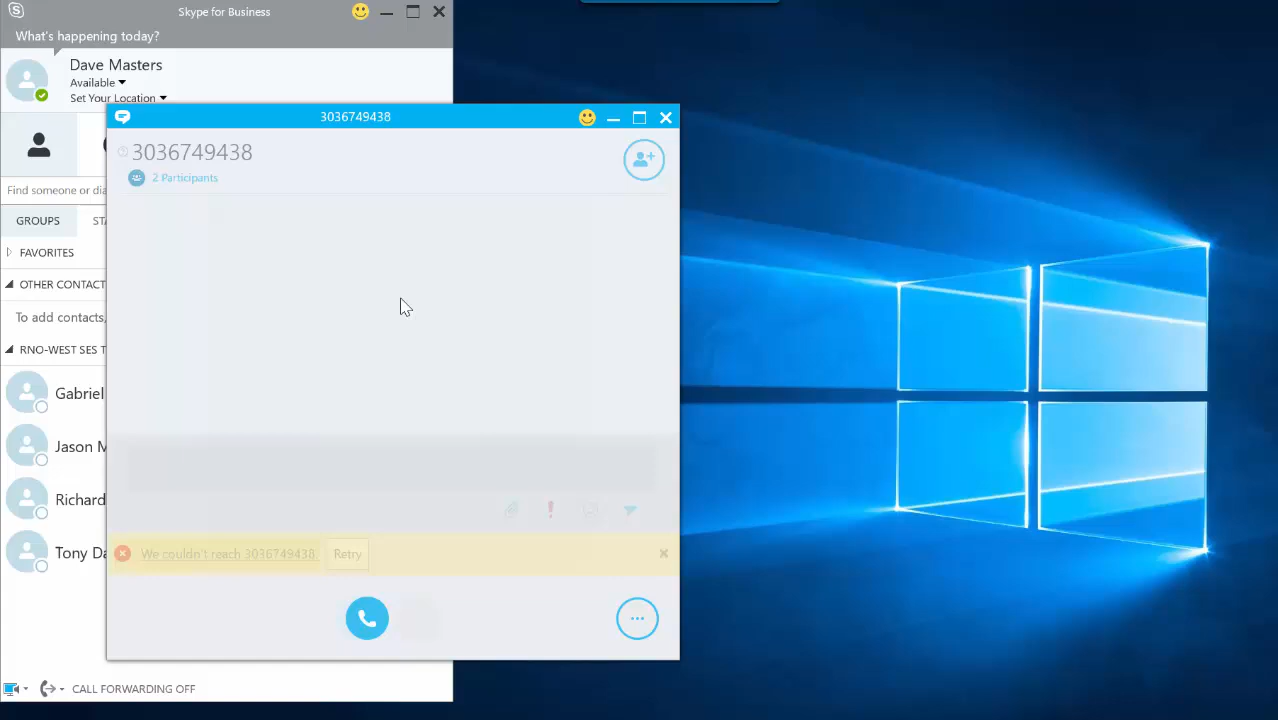 Skype for Business
What's happening today?
Dave Masters
Available
Set Your Location
3036749438
3036749438
2 Participants
Find someone or dia
GROUPS
STA
FAVORITES
OTHER CONTACT
To add contacts,
RNO-WEST SES T
Gabriel
Jason M
Richard
Tony Da
We couldn't reach 3036749438.
Retry
CALL FORWARDING OFF